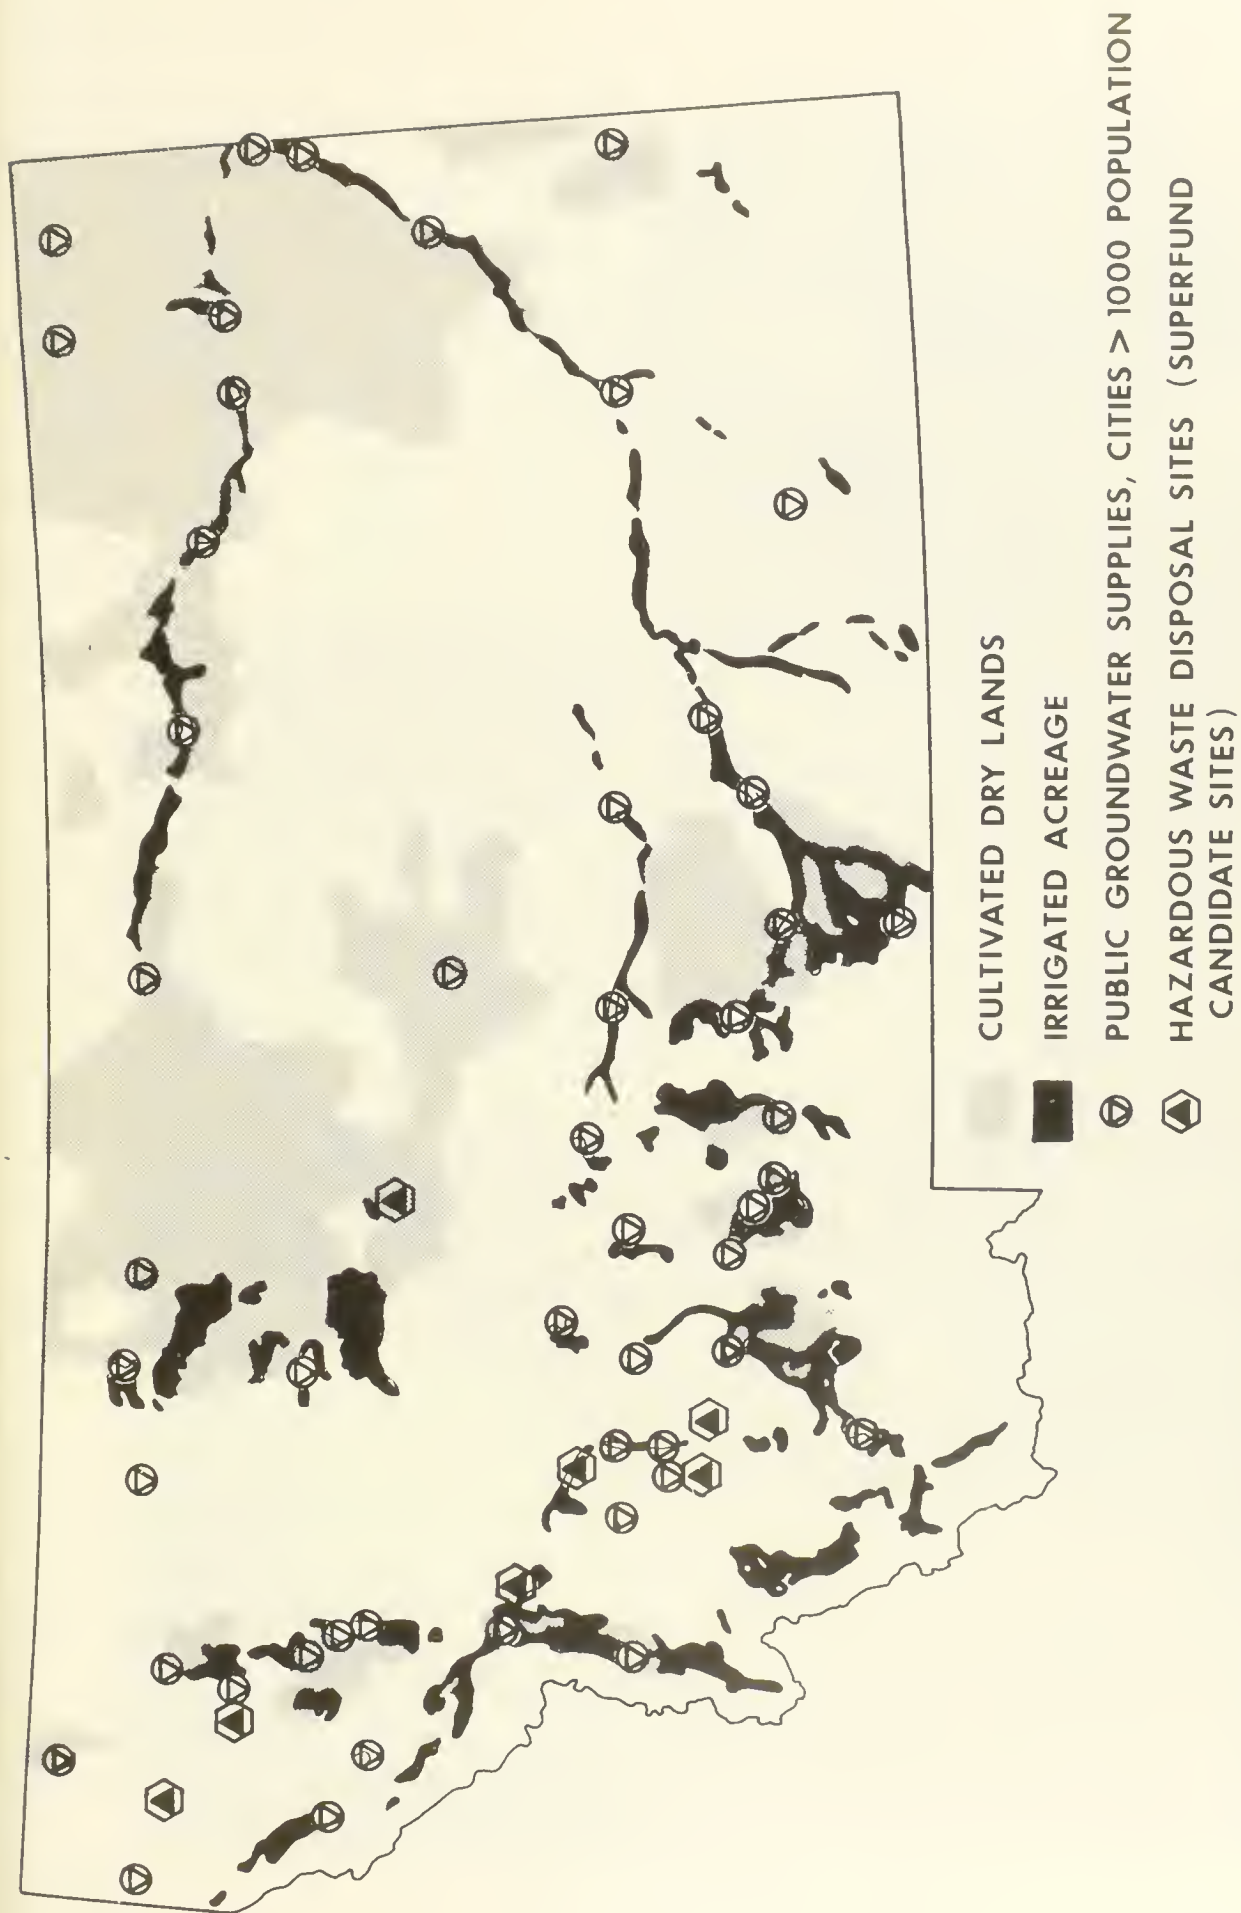 CULTIVATED DRY LANDS
IRRIGATED ACREAGE
PUBLIC GROUNDWATER SUPPLIES, CITIES > 1000 POPULATION
HAZARDOUS WASTE DISPOSAL SITES (SUPERFUND
CANDIDATE SITES)